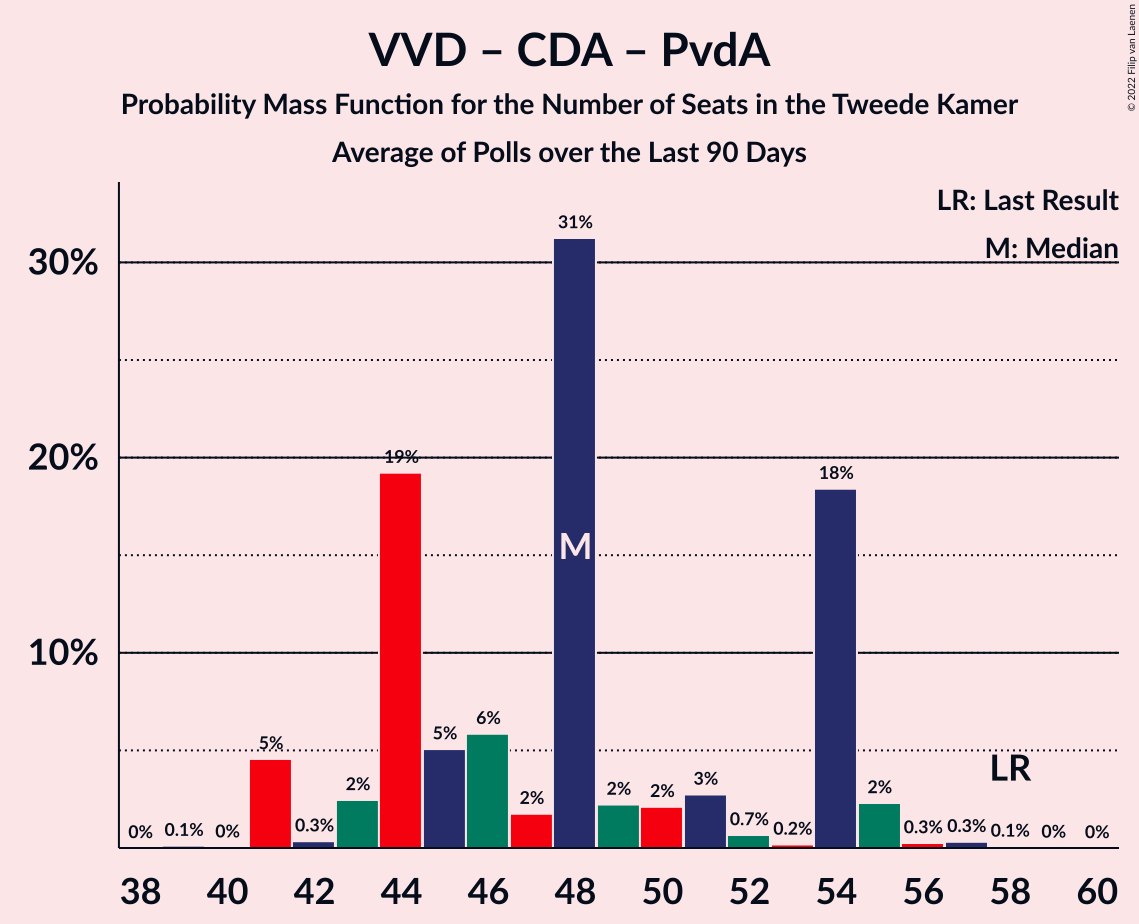 VVD – CDA – PvdA
Probability Mass Function for the Number of Seats in the Tweede Kamer
Average of Polls over the Last 90 Days
© 2022 Filip van Laenen
LR: Last Result
M: Median
30%
20%
10%
0% 0.1% 0% 5% 0.3% 2% 19% 5% 6% 2% 31% 2% 2% 3% 0.7% 0.2% 18% 2% 0.3% 0.3% 0.1% 0% 0%
M
LR
38 40 42 44 46 48 50 52 54 56 58 60